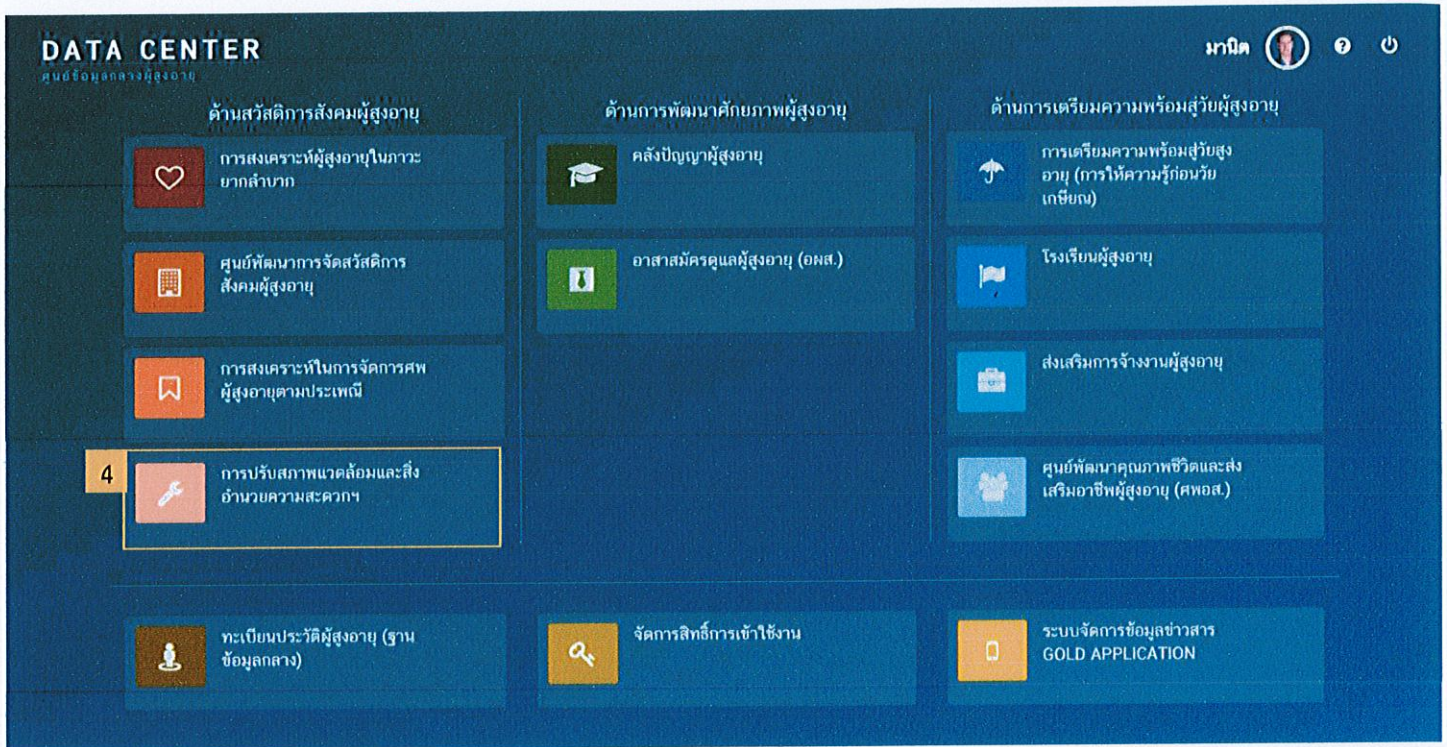 DATA CENTER
ศูนย์ข้อมูลกลางผู้สูงอายุ
มานิต
ด้านสวัสดิการสังคมผู้สูงอายุ
การสงเคราะห์ผู้สูงอายุในภาวะ
ยากลำบาก
ศูนย์พัฒนาการจัดสวัสดิการ
สังคมผู้สูงอายุ
การสงเคราะห์ในการจัดการศพ
ผู้สูงอายุตามประเพณี
4
การปรับสภาพแวดล้อมและสิ่ง
อำนวยความสะดวกฯ
ด้านการพัฒนาศักยภาพผู้สูงอายุ
คลังปัญญาผู้สูงอายุ
อาสาสมัครดูแลผู้สูงอายุ (อผส.)
ด้านการเตรียมความพร้อมสู่วัยผู้สูงอายุ
การเตรียมความพร้อมสู่วัยสูง
อายุ (การให้ความรู้ก่อนวัย
เกษียณ)
โรงเรียนผู้สูงอายุ
ส่งเสริมการจ้างงานผู้สูงอายุ
ศูนย์พัฒนาคุณภาพชีวิตและส่ง
เสริมอาชีพผู้สูงอายุ (ศพอส.)
ทะเบียนประวัติผู้สูงอายุ (ฐาน
ข้อมูลกลาง)
จัดการสิทธิ์การเข้าใช้งาน
ระบบจัดการข้อมูลข่าวสาร
GOLD APPLICATION